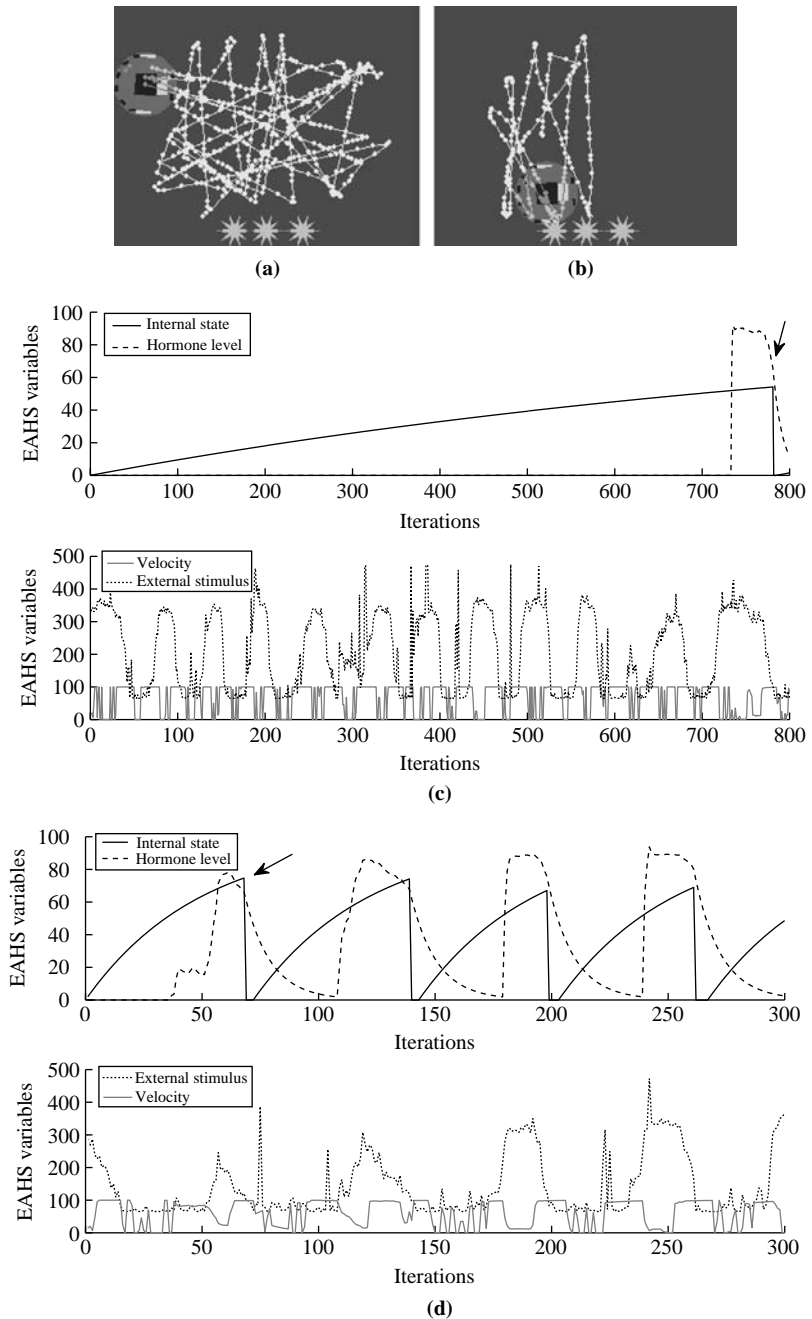 (a)
(b)
100
80
60
40
20
0
EAHS variables
Internal state
Hormone level
0
100
200
300
400
500
600
700
800
Iterations
500
400
300
200
100
0
EAHS variables
Velocity
External stimulus
0
100
200
300
400
500
600
700
800
Iterations
(c)
100
80
60
40
20
0
EAHS variables
Internal state
Hormone level
0
50
100
150
200
250
300
Iterations
500
400
300
200
100
0
EAHS variables
External stimulus
Velocity
0
50
100
150
200
250
300
Iterations
(d)